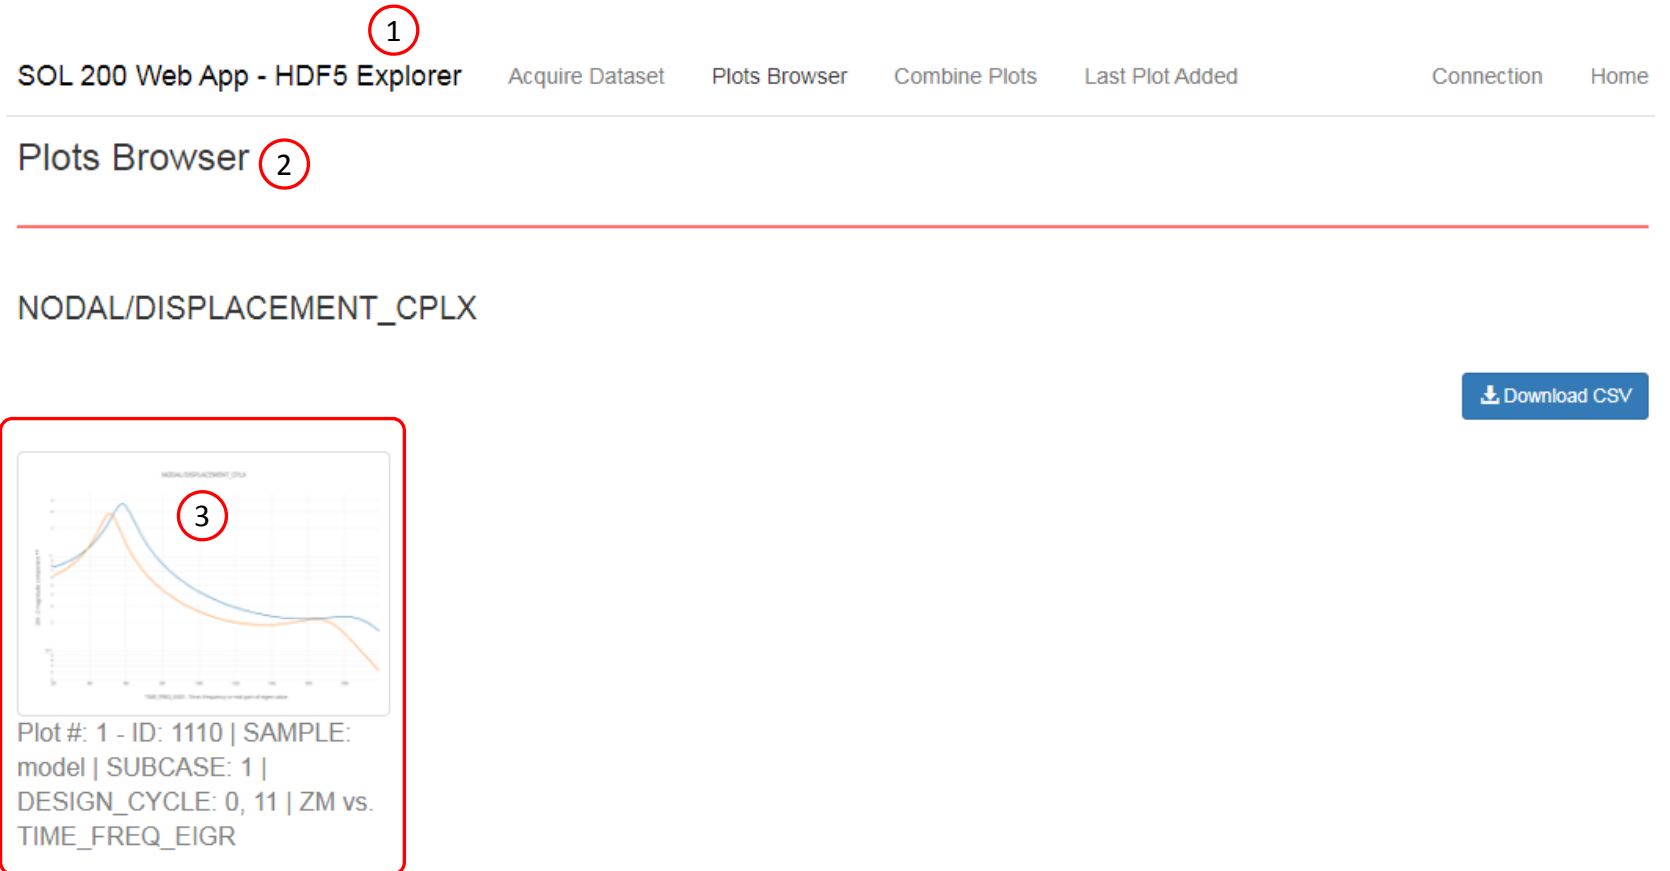 1
SOL 200 Web App - HDF5 Explorer Acquire Dataset Plots Browser Combine Plots Last Plot Added Connection Home
Plots Browser 2
NODAL/DISPLACEMENT_CPLX
Download CSV
NODAL/DISPLACEMENT_CPLX
3
Plot #: 1 - ID: 1110 | SAMPLE:
model | SUBCASE: 1 |
DESIGN_CYCLE: 0, 11 | ZM vs.
TIME_FREQ_EIGR